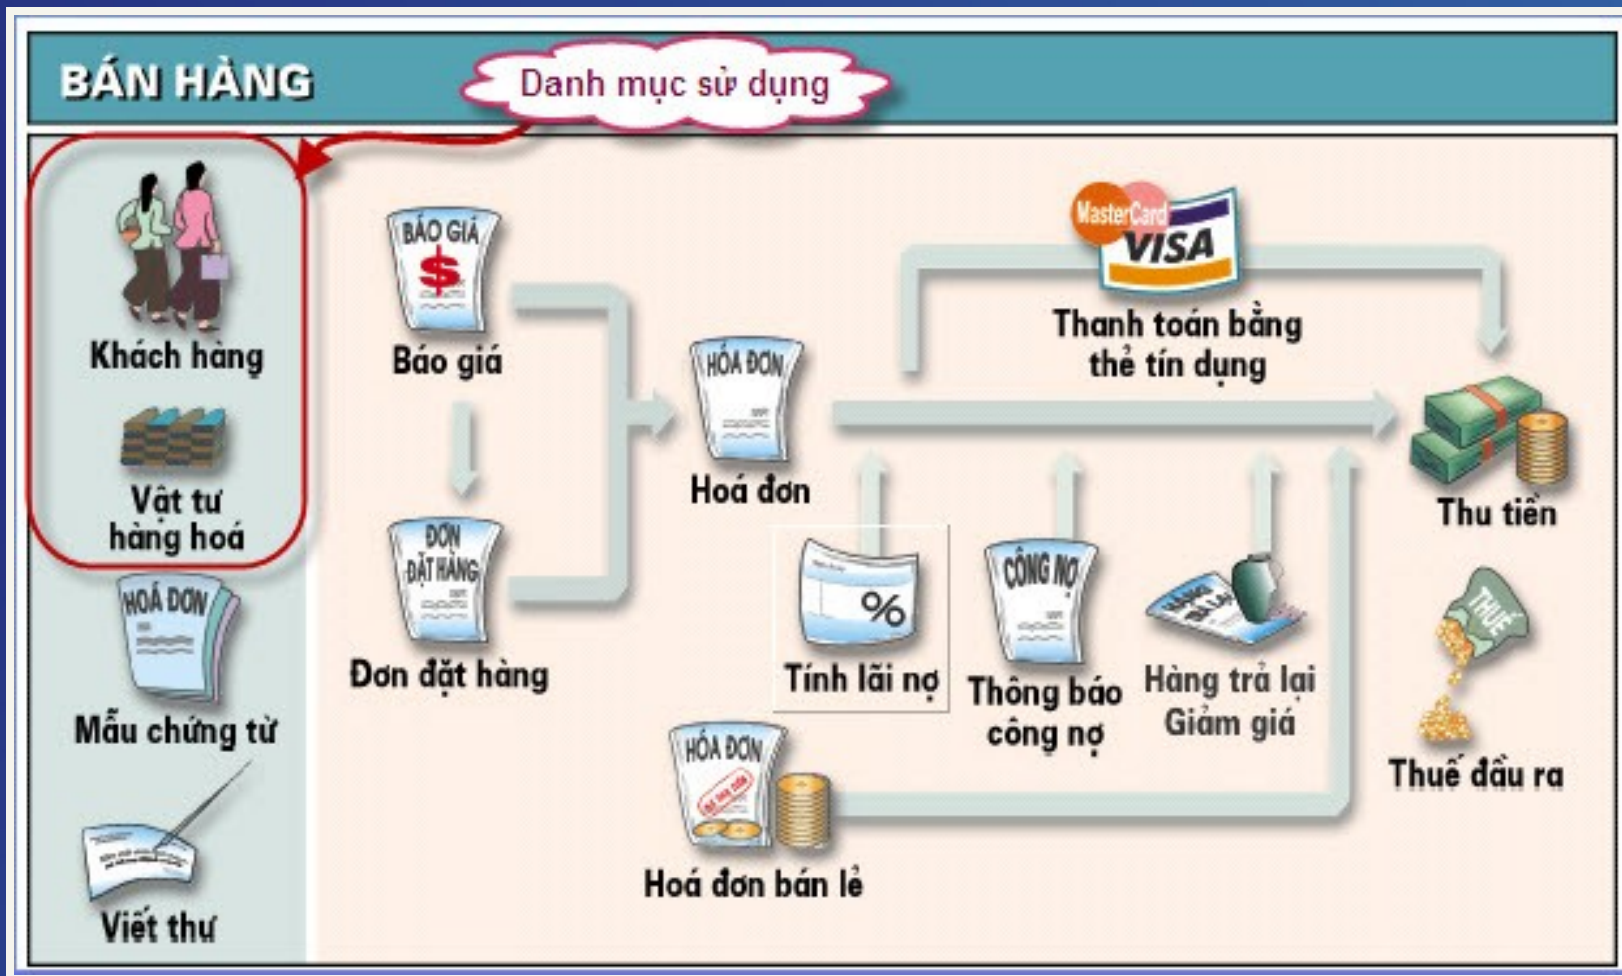 BÁN HÀNG
Danh mục sử dụng
Khách hàng
Vật tư
hàng hoá
HOÁ ĐƠN
Mẫu chứng từ
Viết thư
BÁO GIÁ
$
Báo giá
ĐƠN
ĐẶT HÀNG
Đơn đặt hàng
HÓA ĐƠN
Hoá đơn
MasterCard
VISA
Thanh toán bằng
thẻ tín dụng
Thu tiền
%
Tính lãi nợ
CÔNG NỢ
Thông báo
công nợ
Hàng trả lại
Giảm giá
THUẾ
Thuế đầu ra
HÓA ĐƠN
Hoá đơn bán lẻ